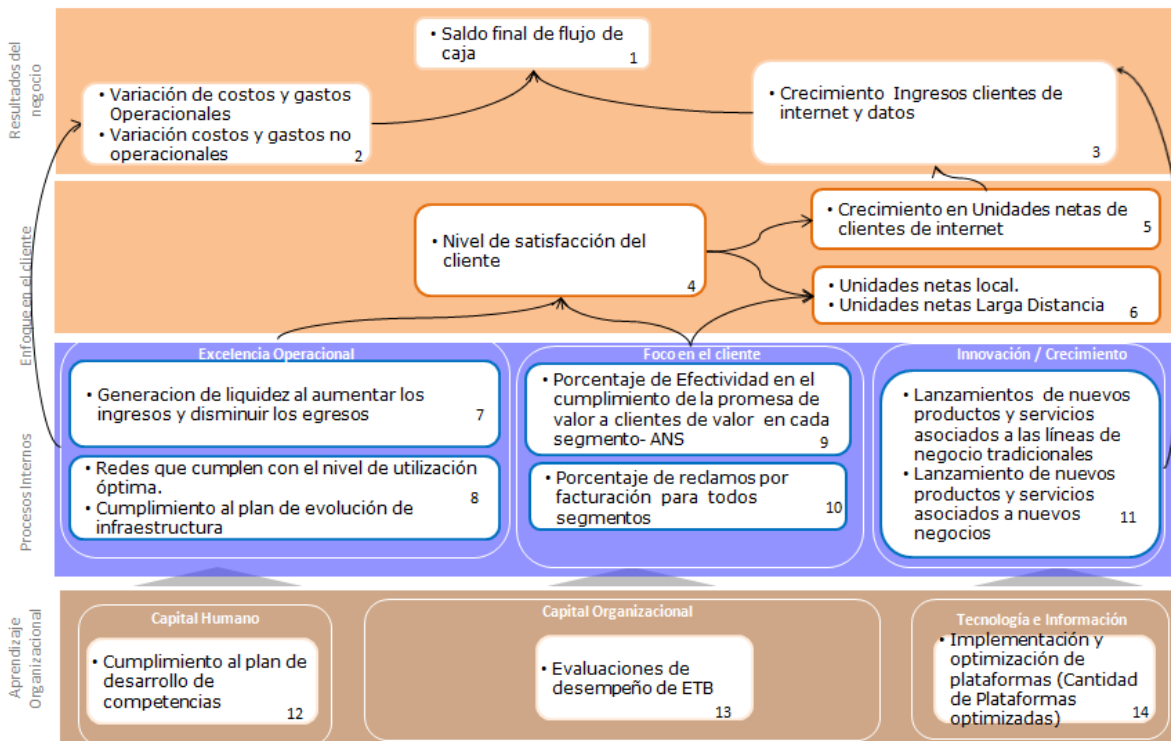 Resultados del
negocio
• Saldo final de flujo de
caja
1
• Variación de costos y gastos
Operacionales
• Variación costos y gastos no
operacionales
2
• Crecimiento Ingresos clientes de
internet y datos
3
Enfoque en el cliente
• Nivel de satisfacción del
cliente
4
• Crecimiento en Unidades netas de
clientes de internet
5
• Unidades netas local.
• Unidades netas Larga Distancia
6
Procesos Internos
Excelencia Operacional
• Generacion de liquidez al aumentar los
ingresos y disminuir los egresos
7
• Redes que cumplen con el nivel de utilización
óptima.
• Cumplimiento al plan de evolución de
infraestructura
8
Foco en el cliente
• Porcentaje de Efectividad en el
cumplimiento de la promesa de
valor a clientes de valor en cada
segmento- ANS
9
• Porcentaje de reclamos por
facturación para todos
segmentos
10
Innovación / Crecimiento
• Lanzamientos de nuevos
productos y servicios
asociados a las líneas de
negocio tradicionales
• Lanzamiento de nuevos
productos y servicios
asociados a nuevos
negocios
11
Aprendizaje
Organizacional
Capital Humano
• Cumplimiento al plan de
desarrollo de
competencias
12
Capital Organizacional
• Evaluaciones de
desempeño de ETB
13
Tecnología e Información
• Implementación y
optimización de
plataformas (Cantidad
de Plataformas
optimizadas)
14